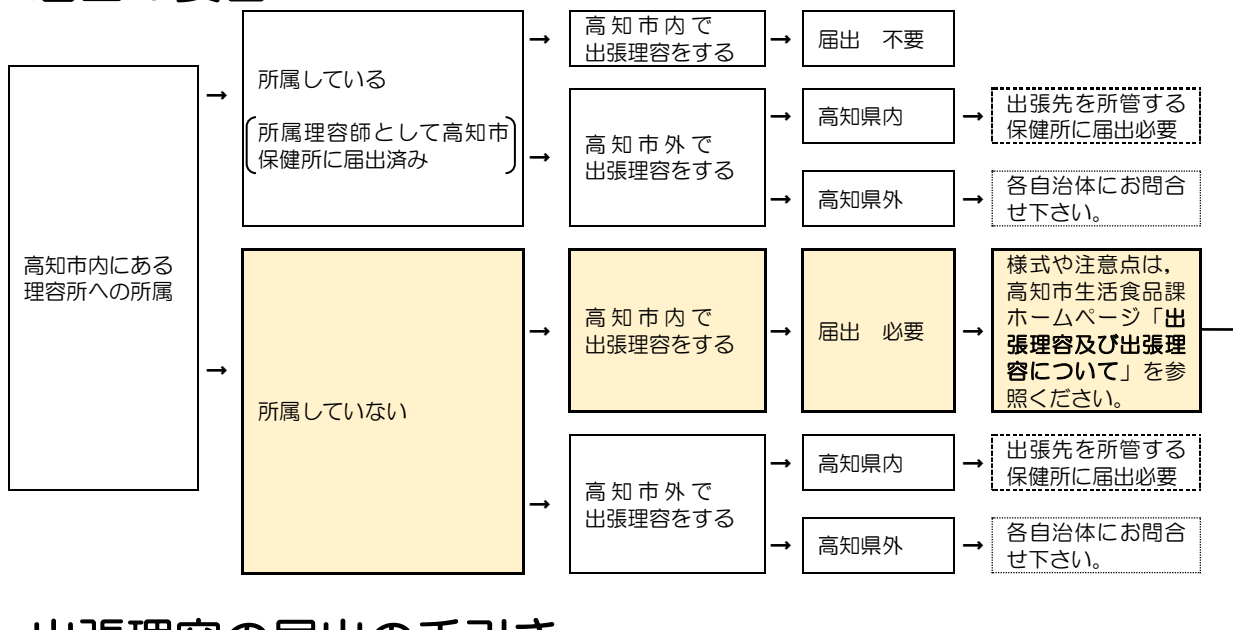 高知市内にある
理容所への所属
→
所属している
所属理容師として高知市
保健所に届出済み
→
高知市内で
出張理容をする
→
届出　不要
→
高知市外で
出張理容をする
→
高知県内
→
出張先を所管する
保健所に届出必要
→
高知県外
→
各自治体にお問合
せ下さい。
→
所属していない
→
高知市内で
出張理容をする
→
届出　必要
→
様式や注意点は，
高知市生活食品課
ホームページ「出
張理容及び出張理
容について」を参
照ください。
→
高知市外で
出張理容をする
→
高知県内
→
出張先を所管する
保健所に届出必要
→
高知県外
→
各自治体にお問合
せ下さい。
出張理容の届出の手引き